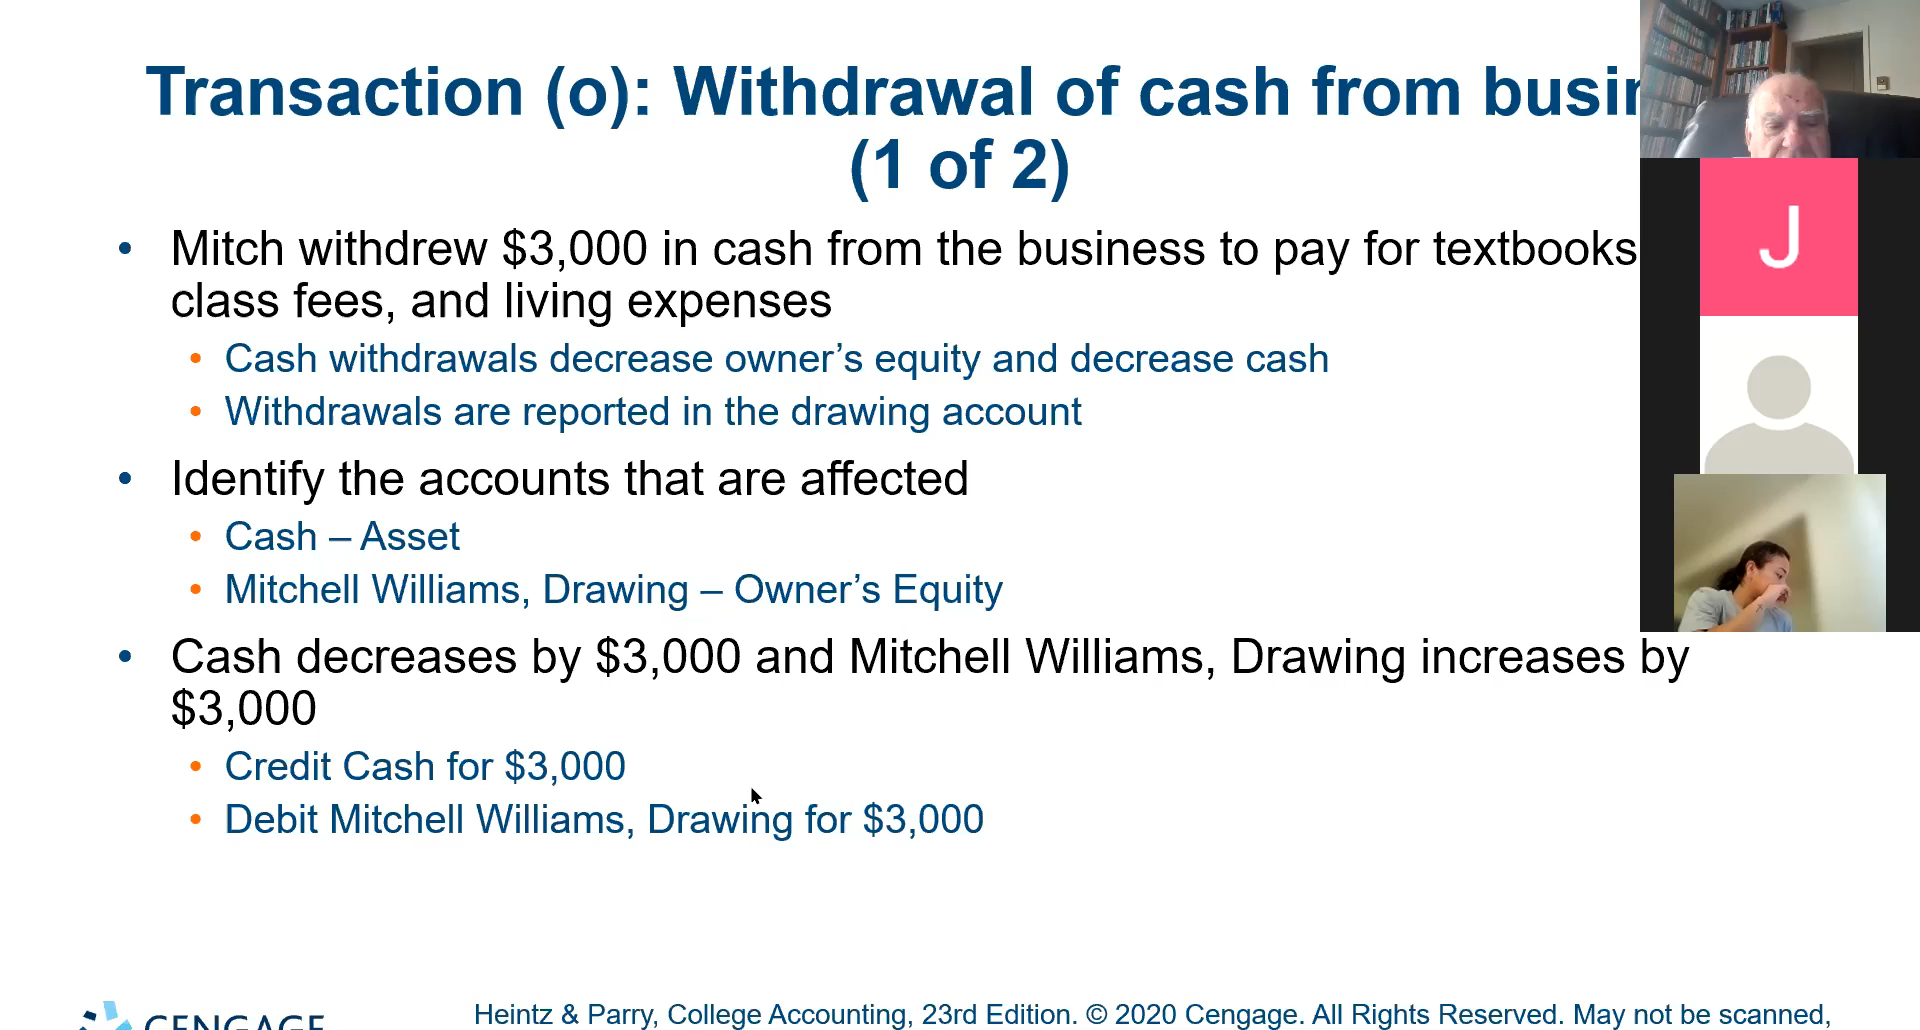 Transaction (o): Withdrawal of cash from
(1 of 2)
Mitch withdrew $3,000 in cash from the business to pay for textbooks
class fees, and living expenses
Cash withdrawals decrease owner’s equity and decrease cash
Withdrawals are reported in the drawing account
Identify the accounts that are affected
Cash – Asset
Mitchell Williams, Drawing – Owner’s Equity
Cash decreases by $3,000 and Mitchell Williams, Drawing increases by
$3,000
Credit Cash for $3,000
Debit Mitchell Williams, Drawing for $3,000
J
CENGAGE
Heintz & Parry, College Accounting, 23rd Edition. © 2020 Cengage. All Rights Reserved. May not be scanned,